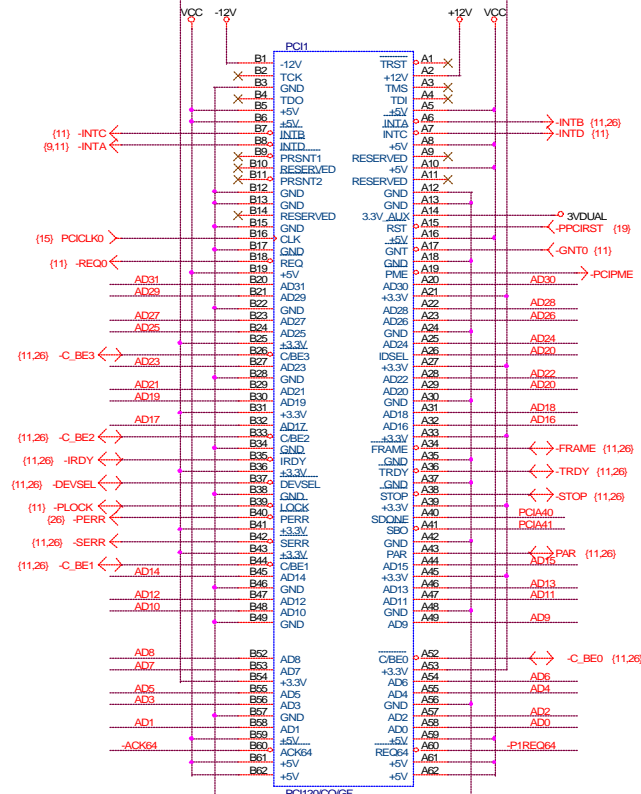 VCC -12V +12V VCC
PCI1
B1 -12V TRST A1
B2 TCK +12V A2
B3 GND TMS A3
B4 TDO TDI A4
B5 +5V +5V A5
B6 +5V INTA A6 -INTB {11,26}
{11} -INTC B7 INTB INTC A7 -INTD {11}
{9,11} -INTA B8 INTD +5V A8
B9 PRSNT1 RESERVED A9
B10 RESERVED +5V A10
B11 PRSNT2 RESERVED A11
B12 GND GND A12
B13 GND GND A13
B14 RESERVED 3.3V_AUX A14 3VDUAL
B15 GND RST A15 -PPCIRST {19}
{15} PCICLK0 B16 CLK +5V A16
B17 GND GNT A17 -GNT0 {11}
{11} -REQ0 B18 REQ GND A18
B19 +5V PME A19 -PCIPME
AD31 B20 AD31 AD30 A20 AD30
AD29 B21 AD29 +3.3V A21
B22 GND AD28 A22 AD28
AD27 B23 AD27 AD26 A23 AD26
AD25 B24 AD25 GND A24
B25 +3.3V AD24 A25 AD24
{11,26} -C_BE3 B26 C/BE3 IDSEL A26 AD20
AD23 B27 AD23 +3.3V A27
B28 GND AD22 A28 AD22
AD21 B29 AD21 AD20 A29 AD20
AD19 B30 AD19 GND A30
B31 +3.3V AD18 A31 AD18
AD17 B32 AD17 AD16 A32 AD16
{11,26} -C_BE2 B33 C/BE2 +3.3V A33
B34 GND FRAME A34 -FRAME {11,26}
{11,26} -IRDY B35 IRDY GND A35
B36 +3.3V TRDY A36 -TRDY {11,26}
{11,26} -DEVSEL B37 DEVSEL GND A37
B38 GND STOP A38 -STOP {11,26}
{11} -PLOCK B39 LOCK +3.3V A39
{26} -PERR B40 PERR SDONE A40 PCIA40
B41 +3.3V SBO A41 PCIA41
{11,26} -SERR B42 SERR GND A42
B43 +3.3V PAR A43 PAR {11,26}
{11,26} -C_BE1 B44 C/BE1 AD15 A44 AD15
AD14 B45 AD14 +3.3V A45
B46 GND AD13 A46 AD13
AD12 B47 AD12 AD11 A47 AD11
AD10 B48 AD10 GND A48
B49 GND AD9 A49 AD9
AD8 B52 AD8 C/BE0 A52 -C_BE0 {11,26}
AD7 B53 AD7 +3.3V A53
B54 +3.3V AD6 A54 AD6
AD5 B55 AD5 AD4 A55 AD4
AD3 B56 AD3 GND A56
B57 GND AD2 A57 AD2
AD1 B58 AD1 AD0 A58 AD0
B59 +5V +5V A59
-ACK64 B60 ACK64 REQ64 A60 -P1REQ64
B61 +5V +5V A61
B62 +5V +5V A62
PCI120/CO/GF